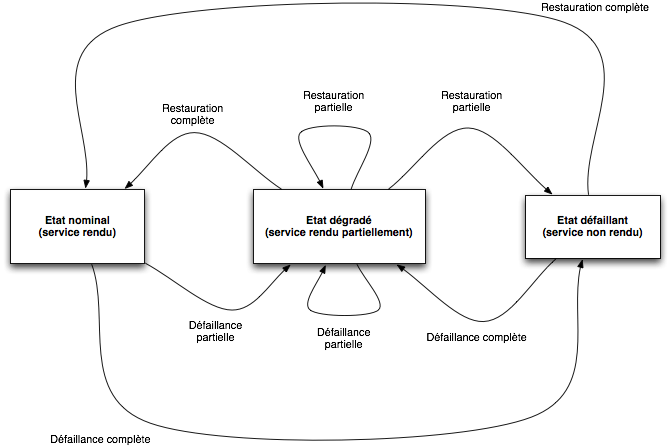 Restauration complète
Restauration
partielle
Restauration
partielle
Restauration
complète
Etat nominal
(service rendu)
Etat dégradé
(service rendu partiellement)
Etat défaillant
(service non rendu)
Défaillance
partielle
Défaillance
partielle
Défaillance complète
Défaillance complète